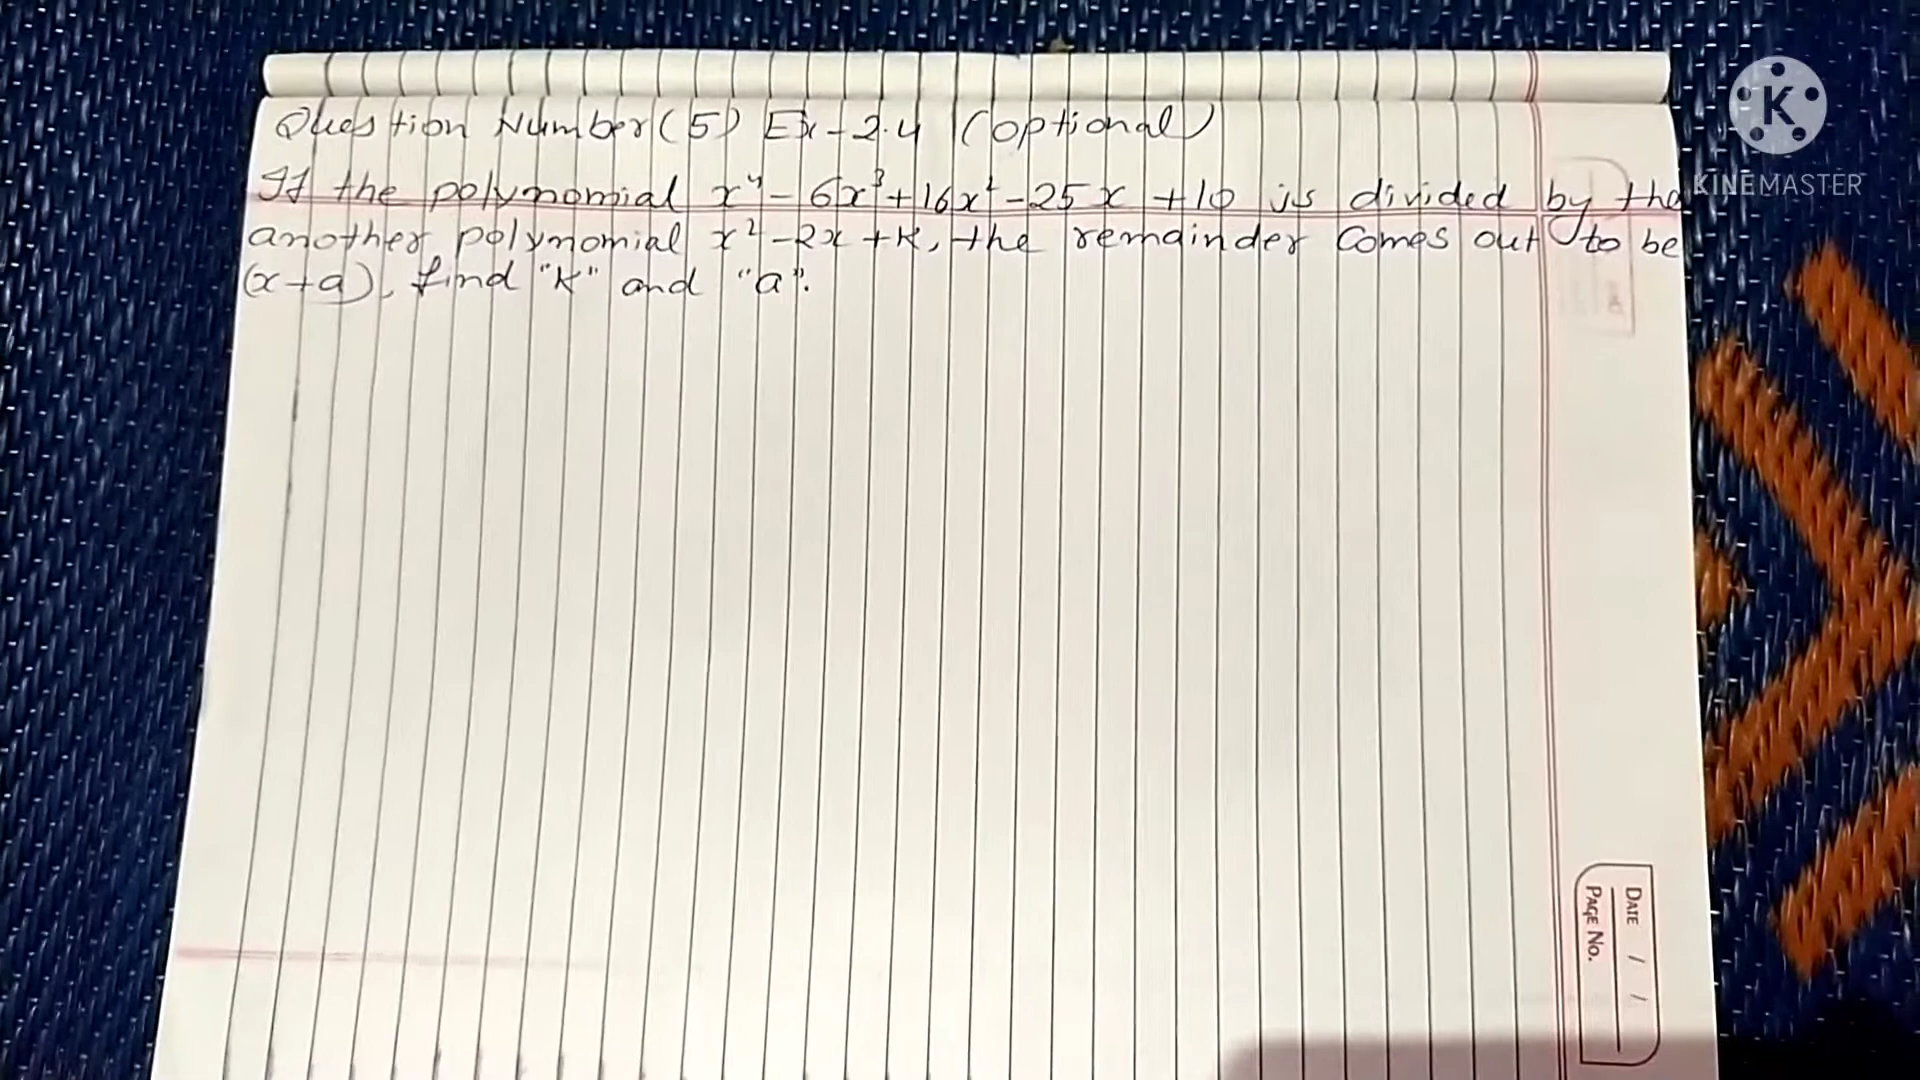 Question Number (5) Ex-2.4 (optional)
If the polynomial x⁴ - 6x³ + 16x² - 25x + 10 is divided by the
another polynomial x² - 2x + K, the remainder comes out to be
(x+a), find "K" and "a".
K
KINEMASTER
DATE / /
PAGE NO.